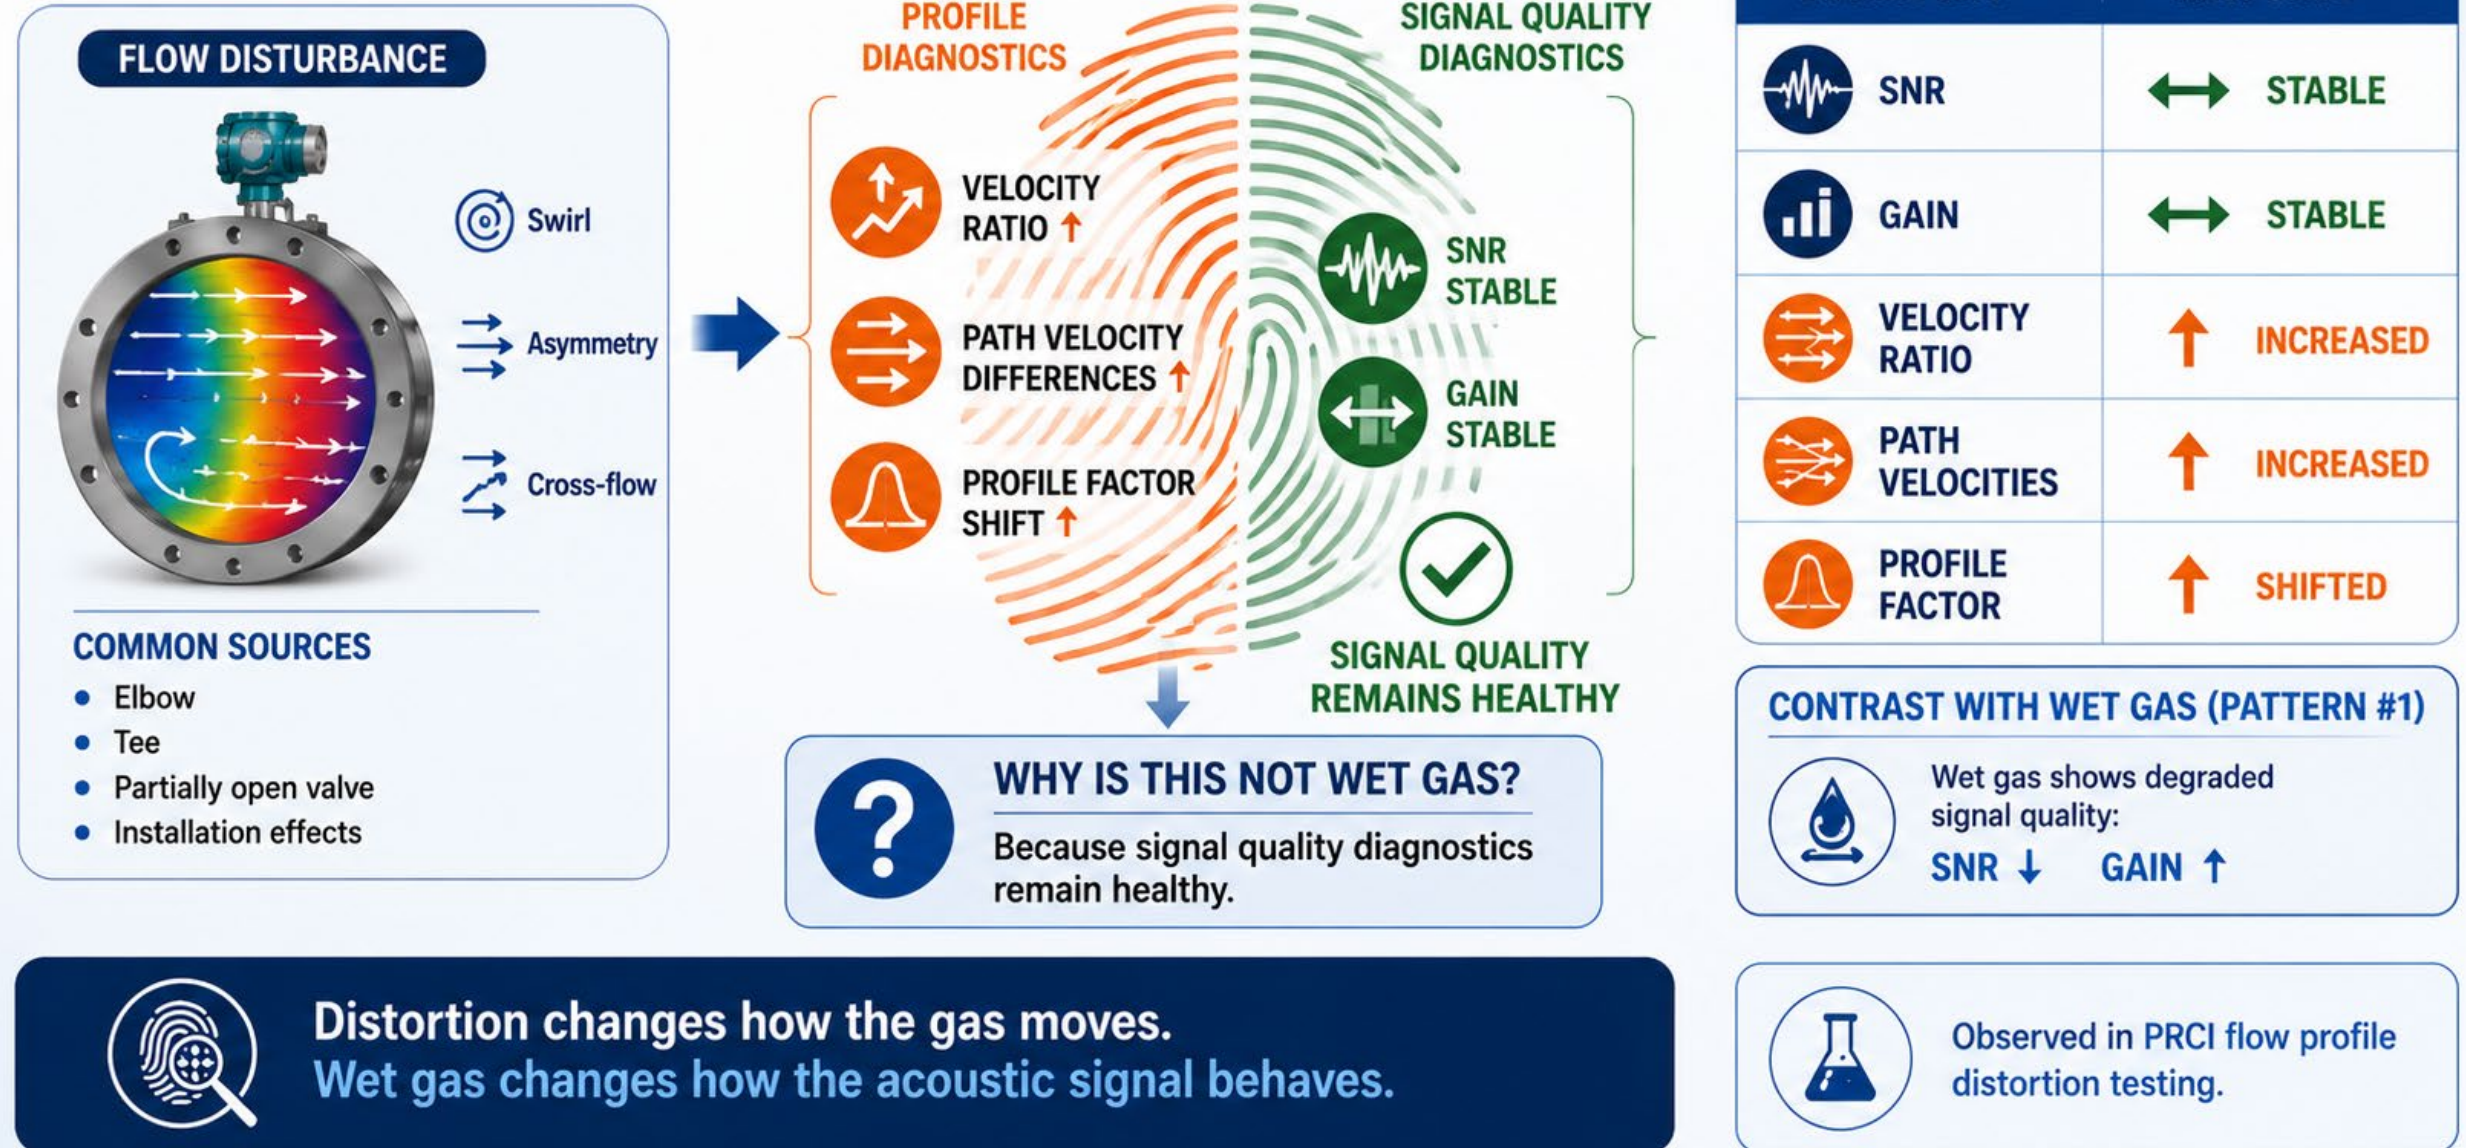 FLOW DISTURBANCE
Swirl
Asymmetry
Cross-flow
COMMON SOURCES
• Elbow
• Tee
• Partially open valve
• Installation effects
PROFILE
DIAGNOSTICS
VELOCITY
RATIO ↑
PATH VELOCITY
DIFFERENCES ↑
PROFILE FACTOR
SHIFT ↑
SIGNAL QUALITY
DIAGNOSTICS
SNR
STABLE
GAIN
STABLE
SIGNAL QUALITY
REMAINS HEALTHY
?
WHY IS THIS NOT WET GAS?
Because signal quality diagnostics
remain healthy.
SNR ↔ STABLE
GAIN ↔ STABLE
VELOCITY
RATIO ↑ INCREASED
PATH
VELOCITIES ↑ INCREASED
PROFILE
FACTOR ↑ SHIFTED
CONTRAST WITH WET GAS (PATTERN #1)
Wet gas shows degraded
signal quality:
SNR ↓ GAIN ↑
Distortion changes how the gas moves.
Wet gas changes how the acoustic signal behaves.
Observed in PRCI flow profile
distortion testing.